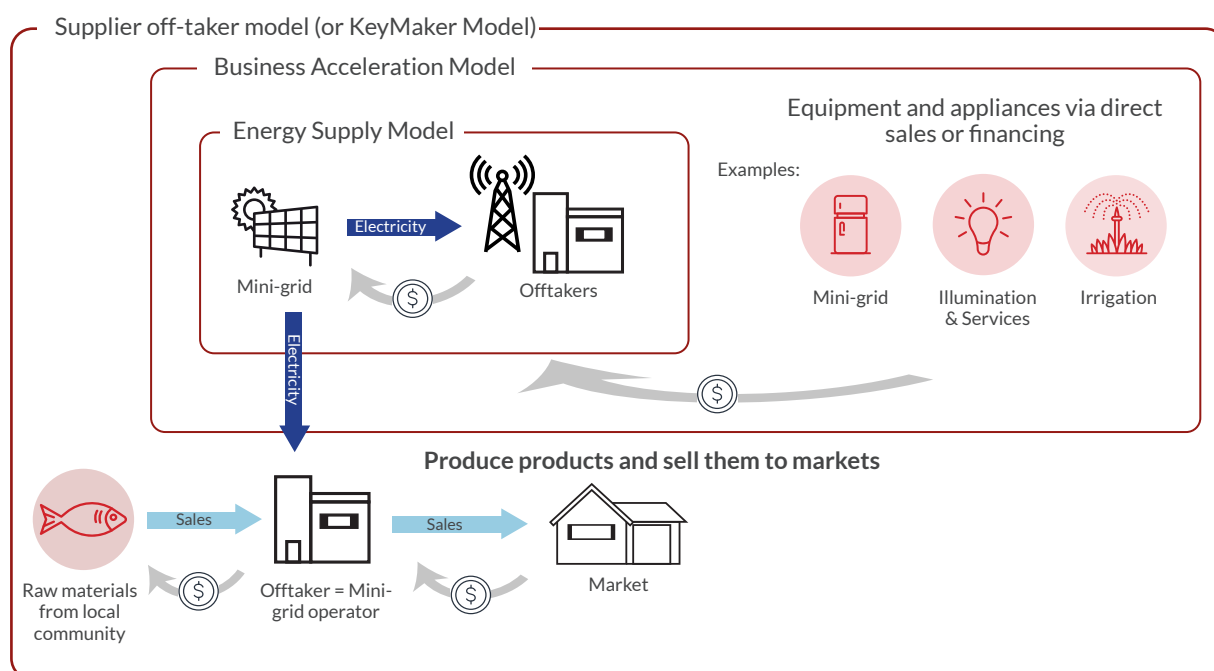 Supplier off-taker model (or KeyMaker Model)
Business Acceleration Model
Energy Supply Model
Equipment and appliances via direct
sales or financing
Examples:
Electricity
Mini-grid
$
Offtakers
Mini-grid
Illumination
& Services
Irrigation
Electricity
$
Produce products and sell them to markets
Sales
Sales
$
$
Raw materials
from local
community
Offtaker = Mini-
grid operator
Market